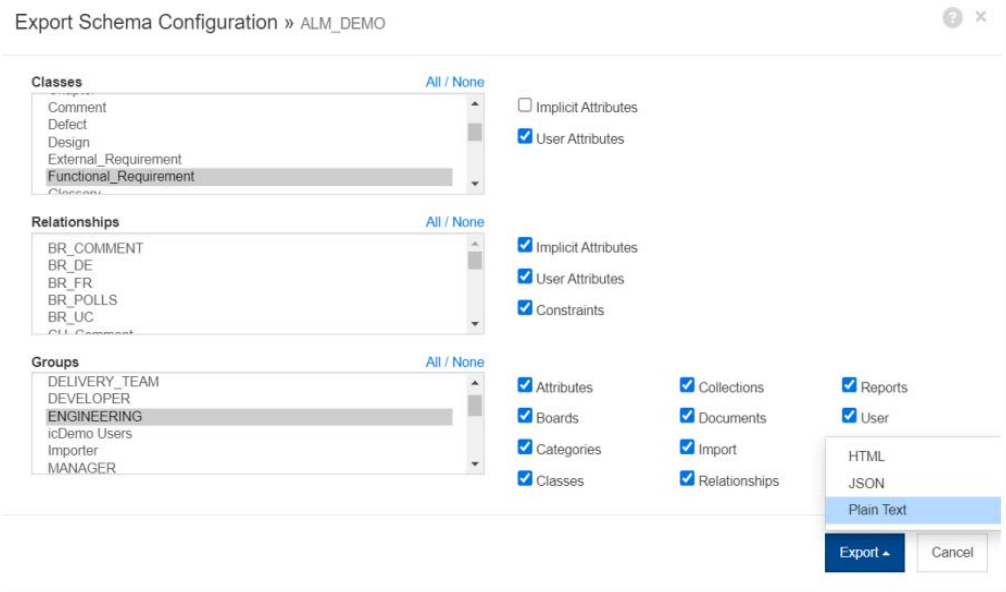 Export Schema Configuration » ALM_DEMO
Classes All / None
Comment
Defect
Design
External_Requirement
Functional_Requirement
Glossary
Implicit Attributes
User Attributes
Relationships All / None
BR_COMMENT
BR_DE
BR_FR
BR_POLLS
BR_UC
CH_Comment
Implicit Attributes
User Attributes
Constraints
Groups All / None
DELIVERY_TEAM
DEVELOPER
ENGINEERING
icDemo Users
Importer
MANAGER
Attributes Collections Reports
Boards Documents User
Categories Import
Classes Relationships
HTML
JSON
Plain Text
Export Cancel